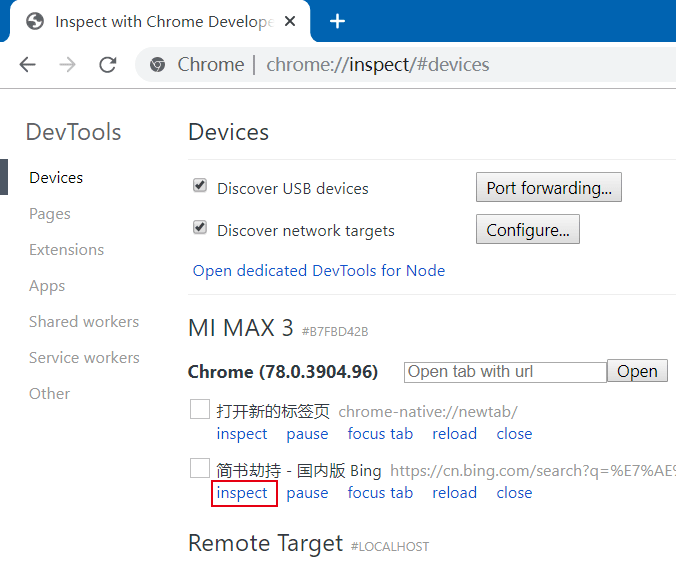 Inspect with Chrome Develope
Chrome | chrome://inspect/#devices
DevTools
Devices
Pages
Extensions
Apps
Shared workers
Service workers
Other
Devices
Discover USB devices
Port forwarding...
Discover network targets
Configure...
Open dedicated DevTools for Node
MI MAX 3 #B7FBD42B
Chrome (78.0.3904.96)
Open tab with url
Open
打开新的标签页 chrome-native://newtab/
inspect pause focus tab reload close
简书劫持 - 国内版 Bing https://cn.bing.com/search?q=%E7%AE%
inspect pause focus tab reload close
Remote Target #LOCALHOST